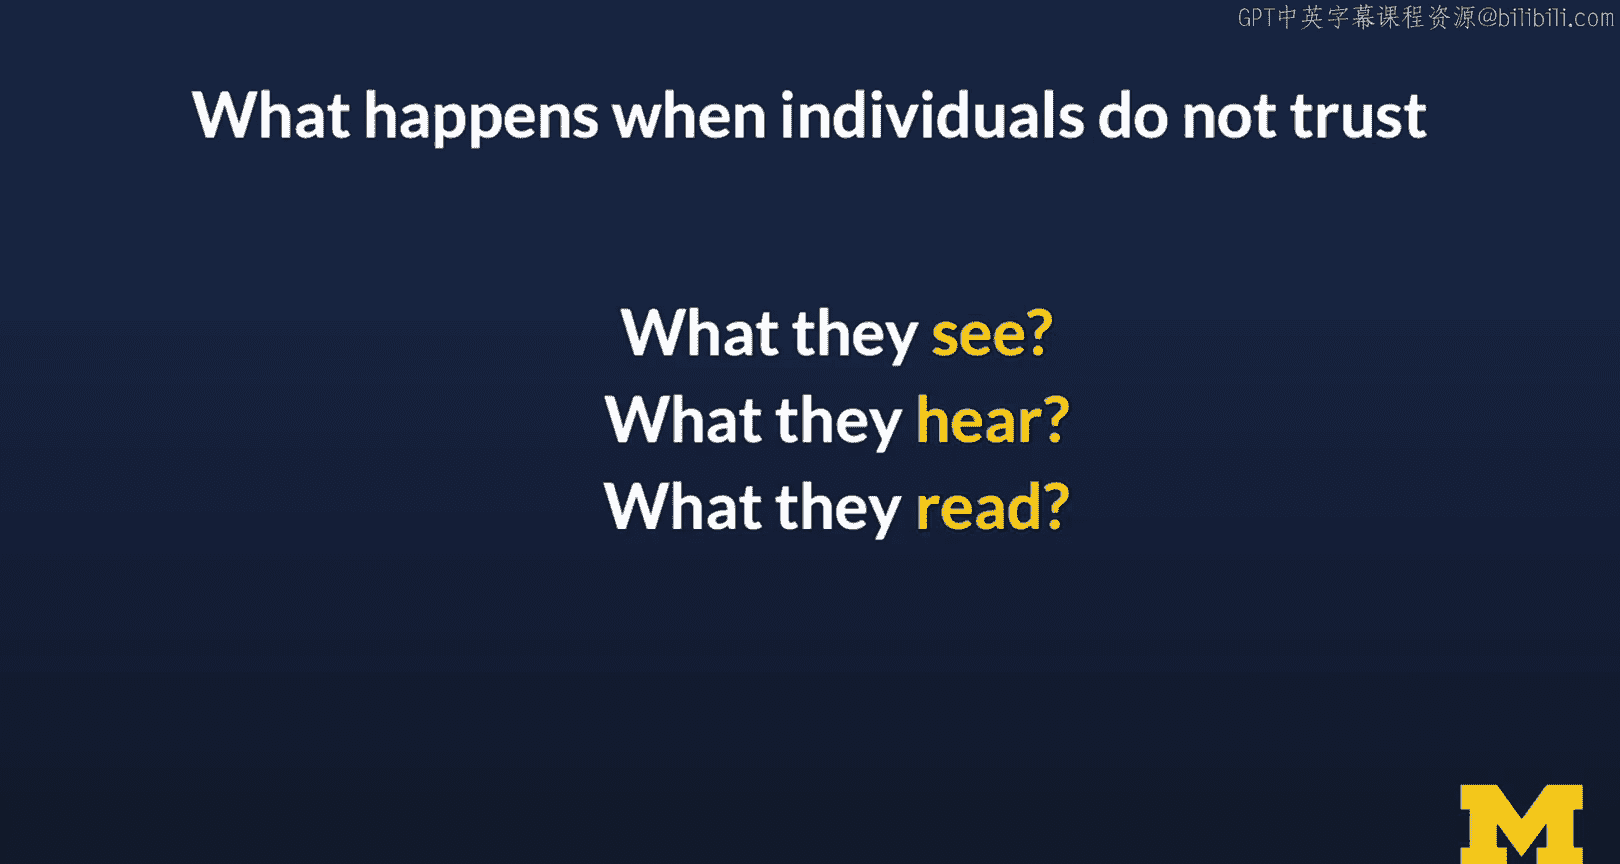 GPT中英字幕课程资源@bilibili.com
What happens when individuals do not trust
What they see?
What they hear?
What they read?
M